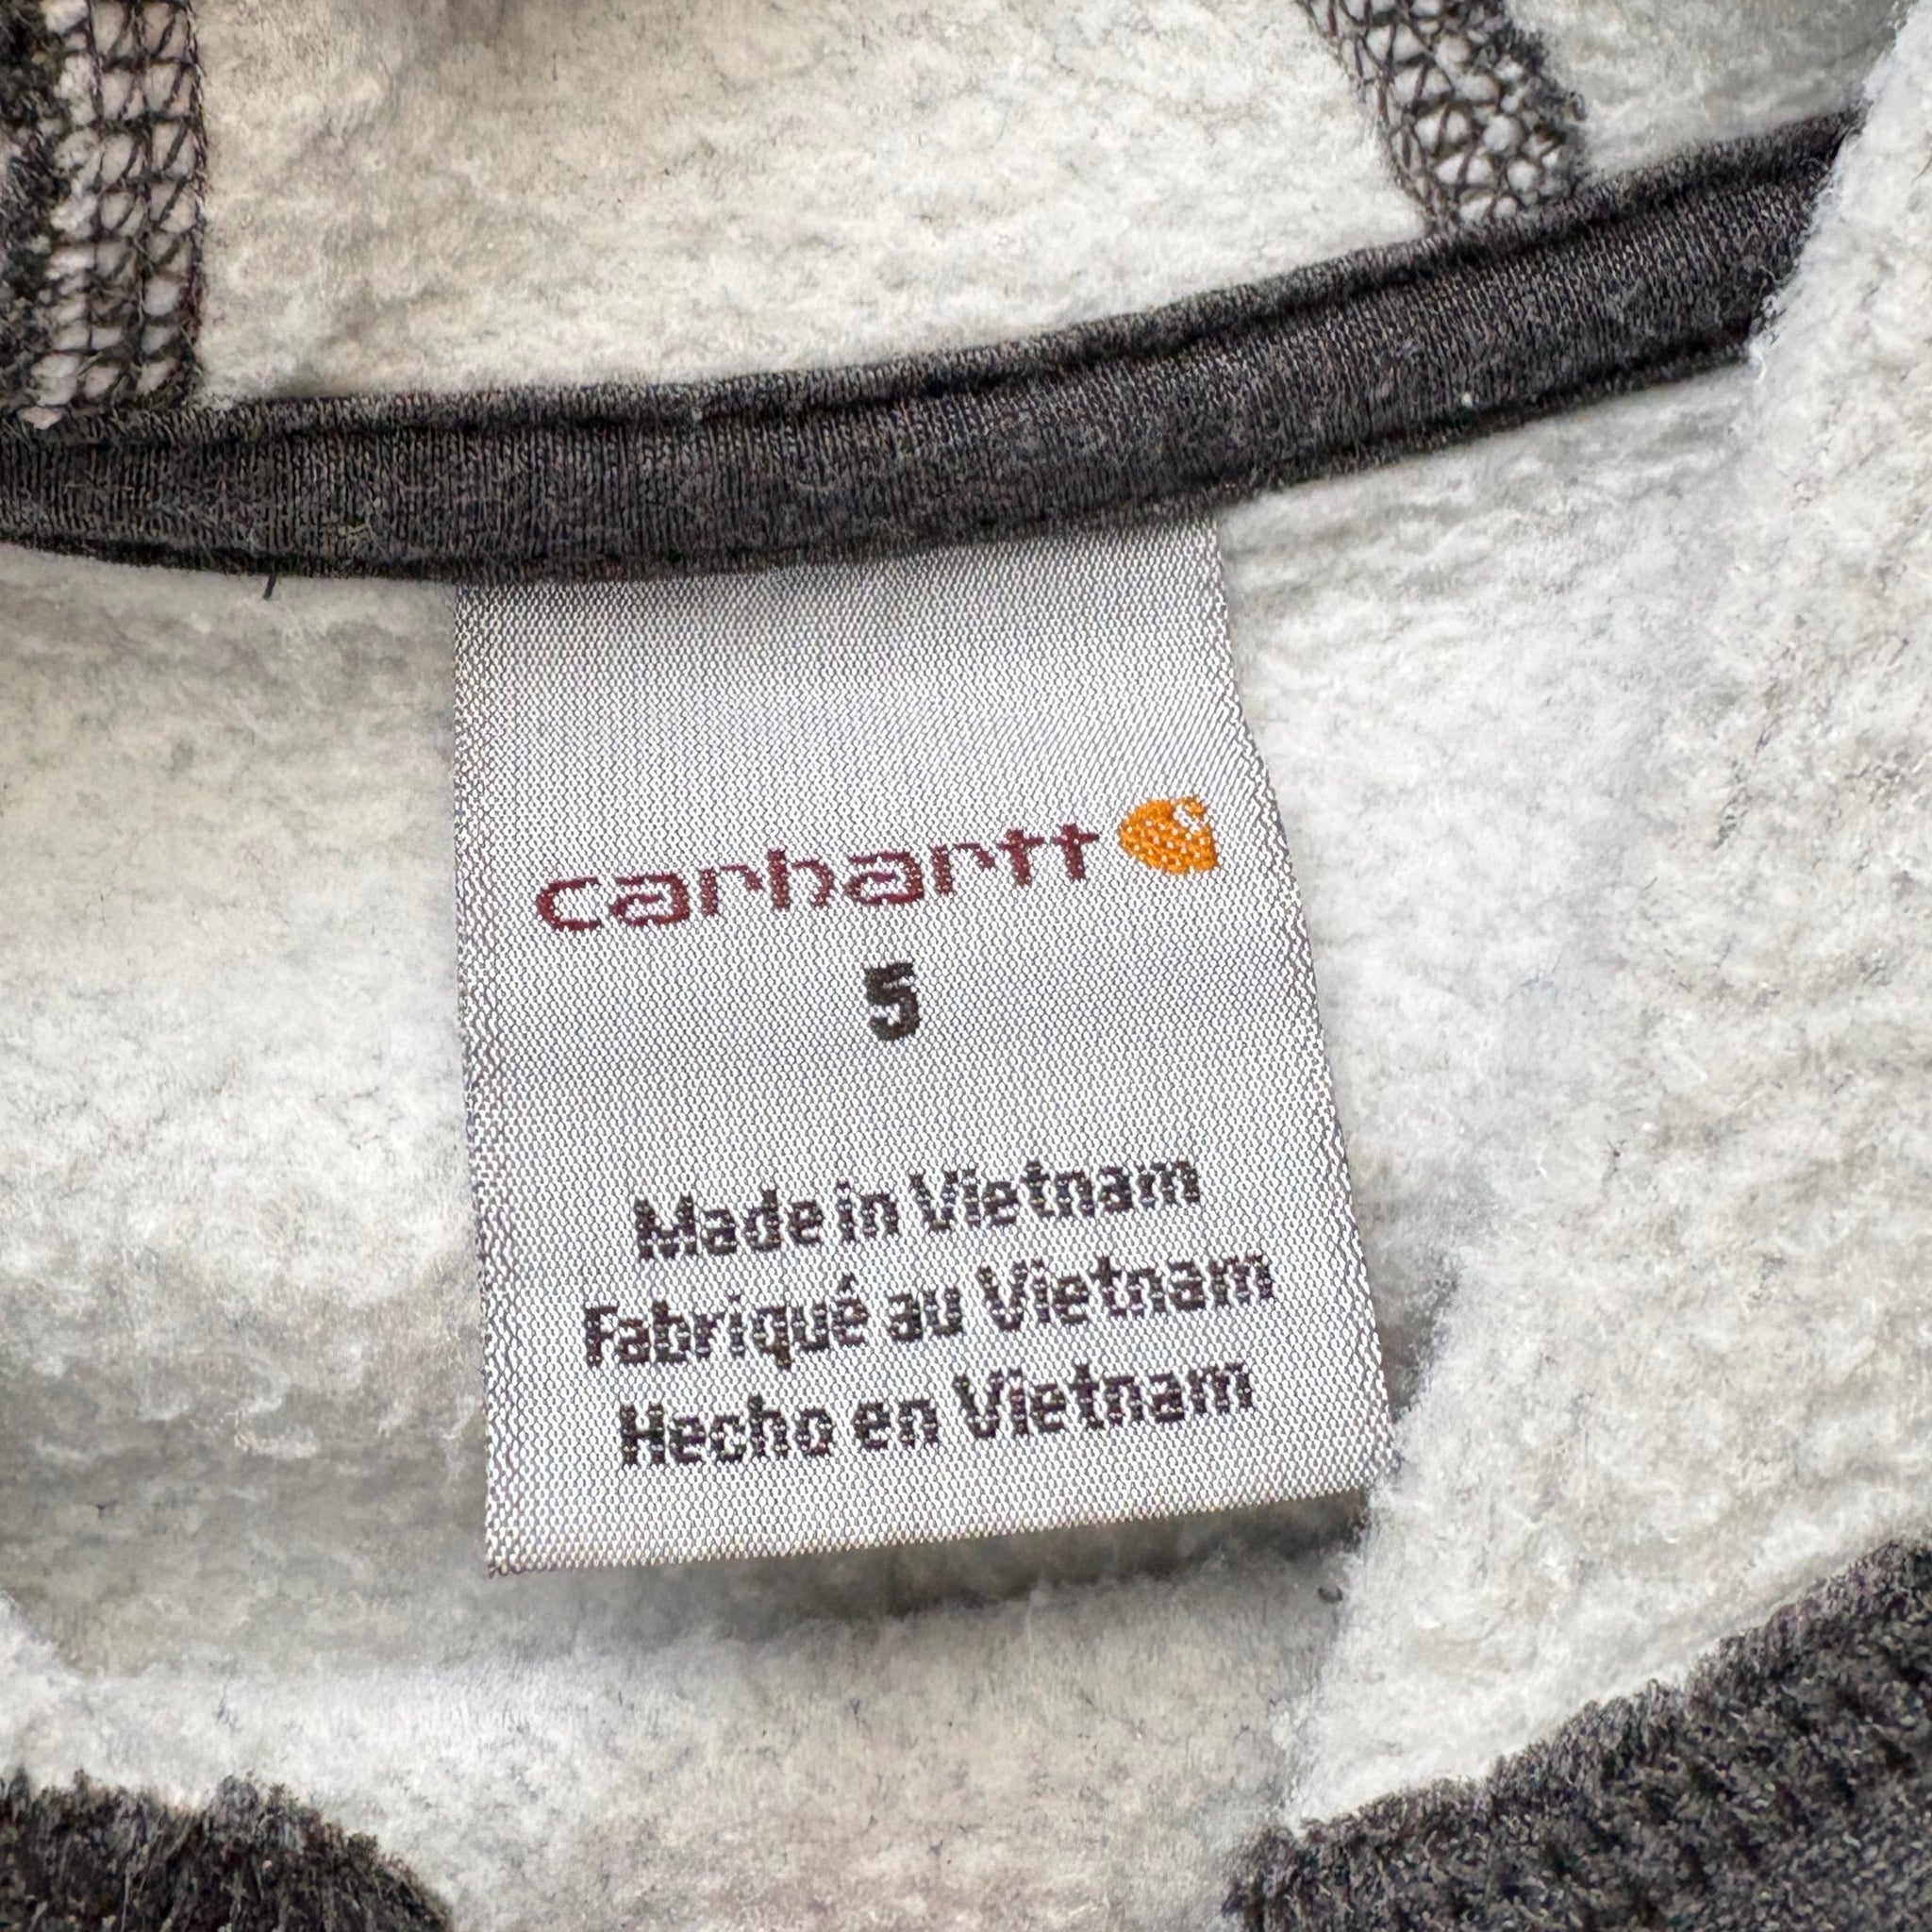 carhartt
5
Made in Vietnam
Fabriqué au Vietnam
Hecho en Vietnam